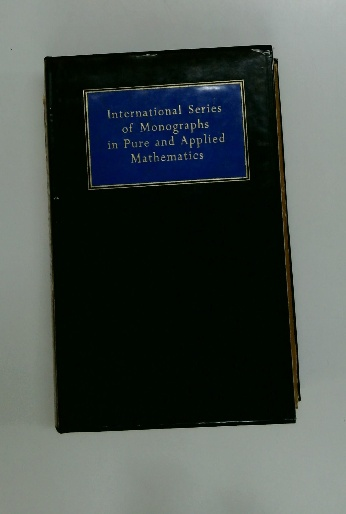 International Series
of Monographs
in Pure and Applied
Mathematics